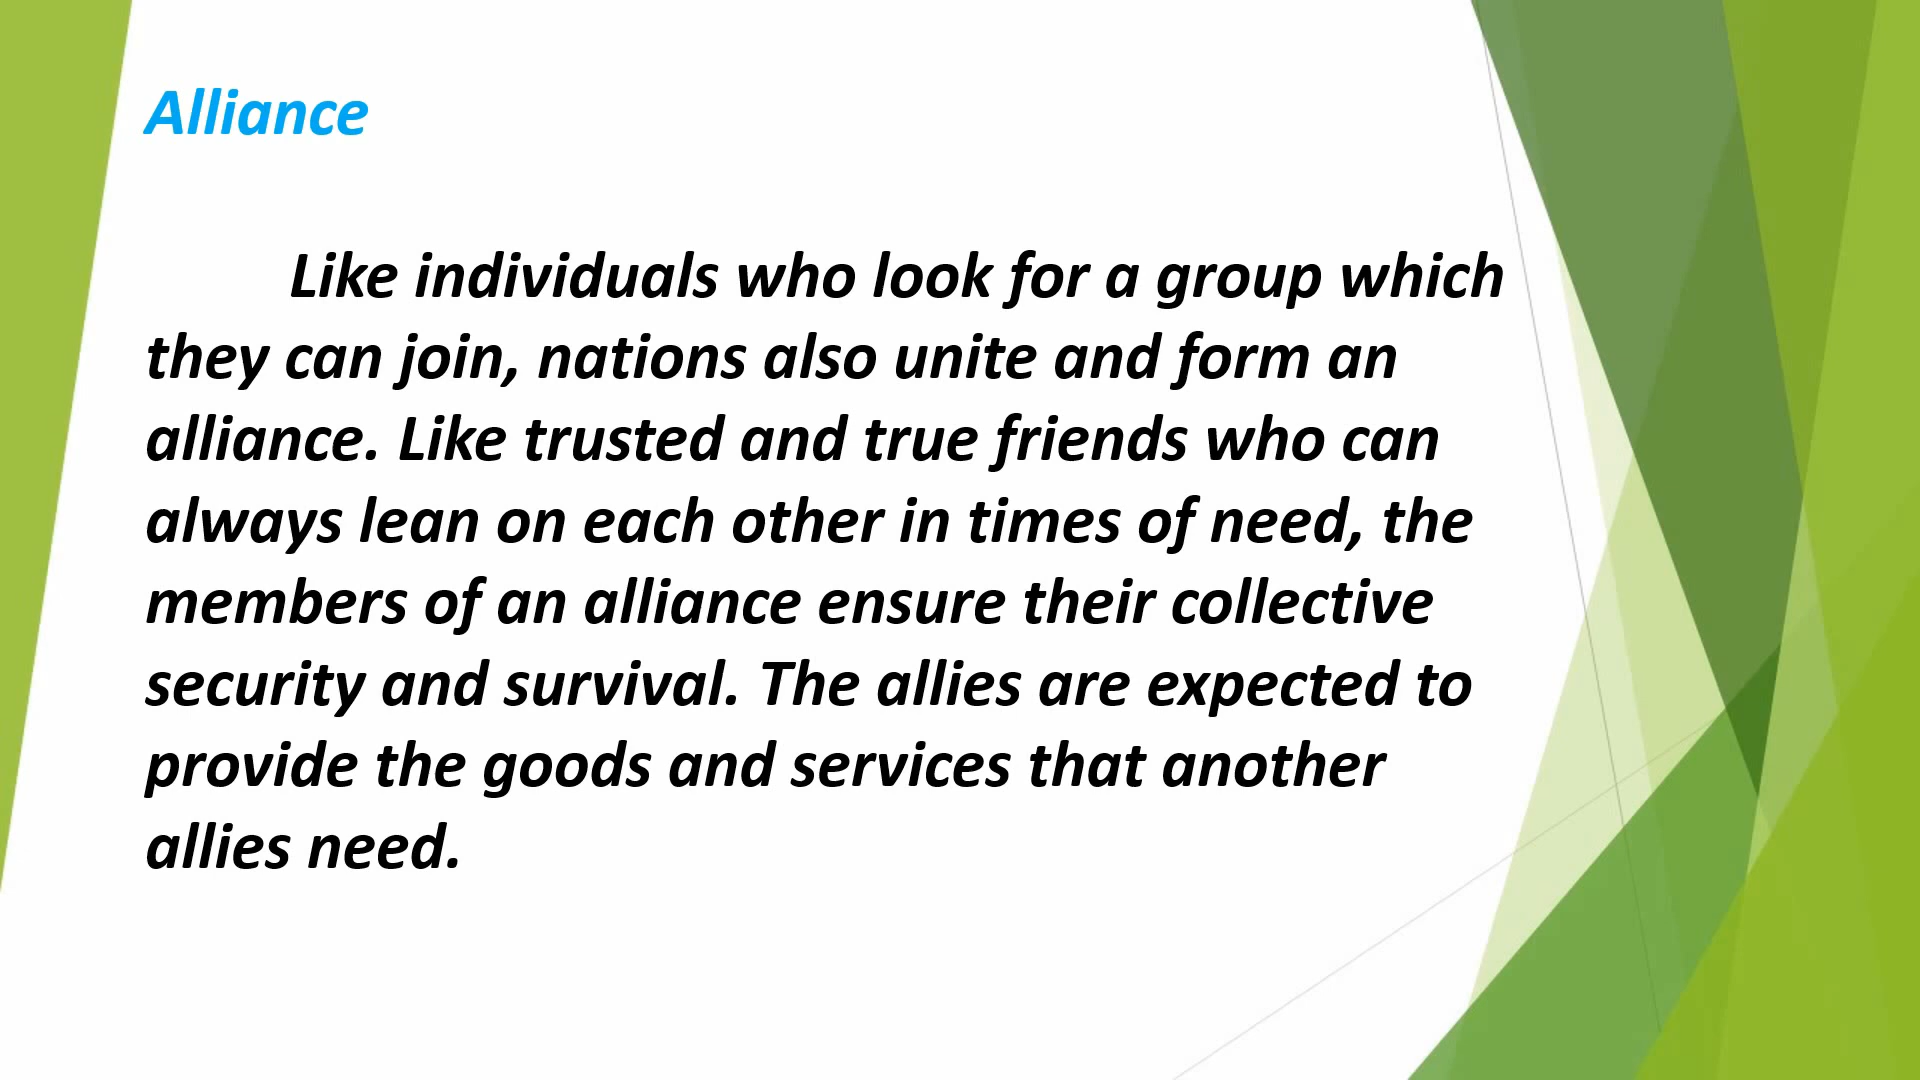 Alliance
Like individuals who look for a group which
they can join, nations also unite and form an
alliance. Like trusted and true friends who can
always lean on each other in times of need, the
members of an alliance ensure their collective
security and survival. The allies are expected to
provide the goods and services that another
allies need.